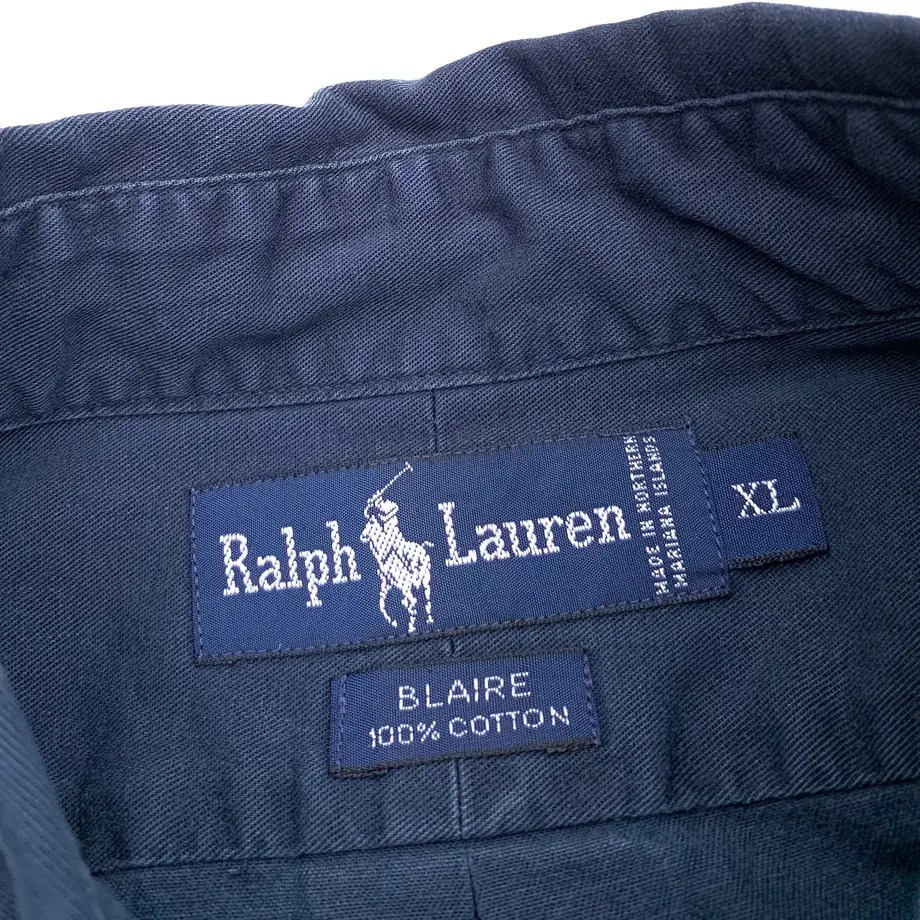 Ralph Lauren
MADE IN NORTHERN
MARIANA ISLANDS
XL
BLAIRE
100% COTTON